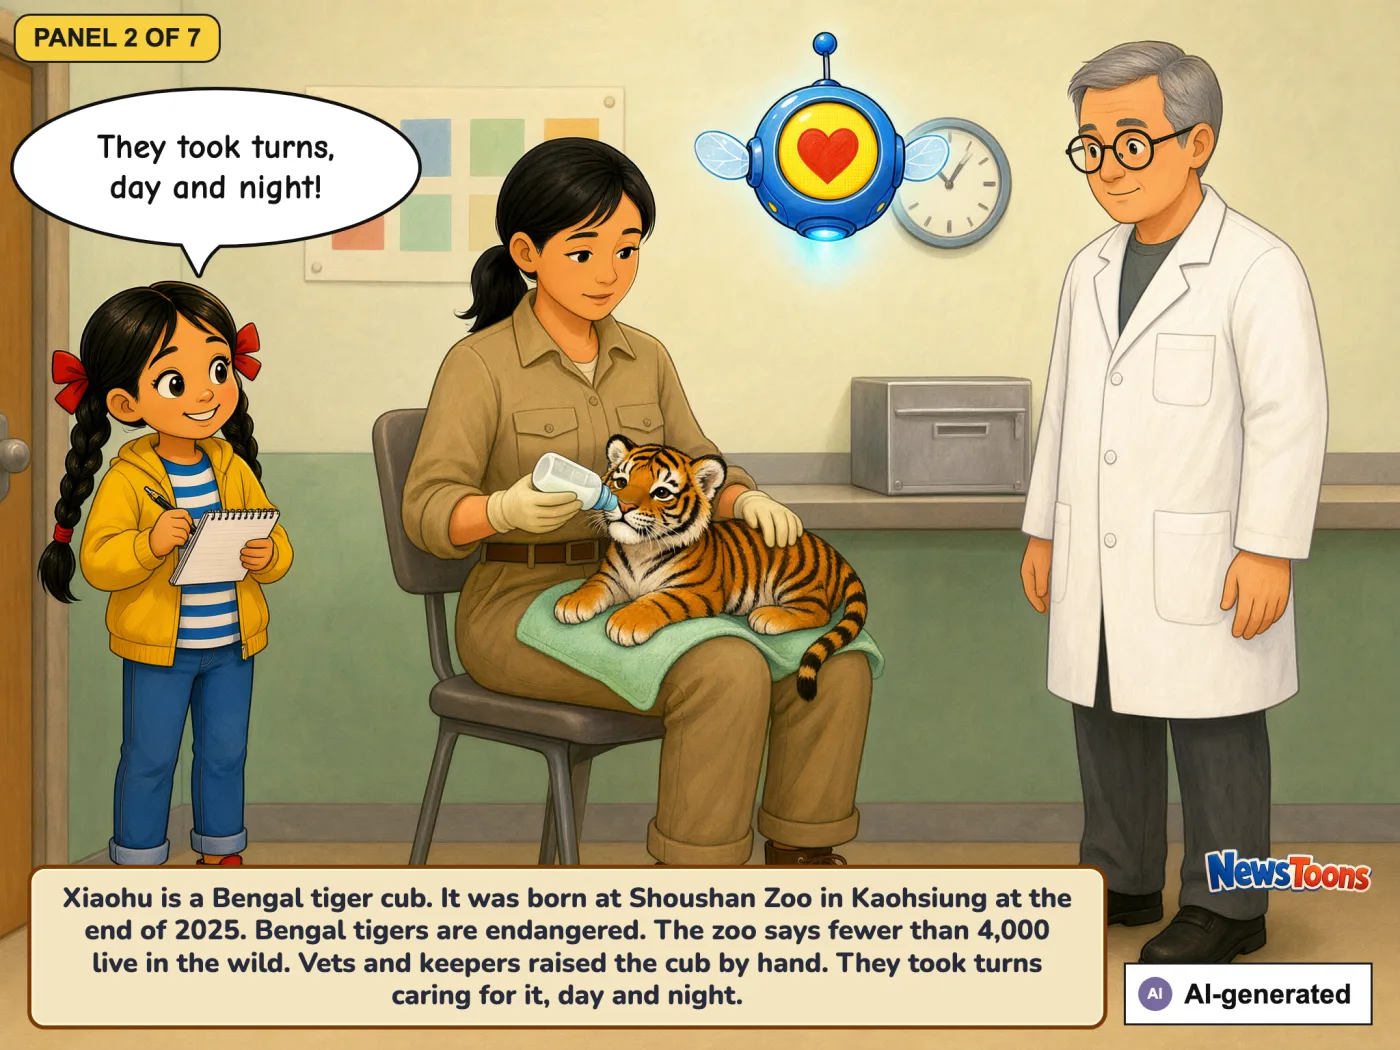 PANEL 2 OF 7
They took turns,
day and night!
NewsToons
Xiaohu is a Bengal tiger cub. It was born at Shoushan Zoo in Kaohsiung at the
end of 2025. Bengal tigers are endangered. The zoo says fewer than 4,000
live in the wild. Vets and keepers raised the cub by hand. They took turns
caring for it, day and night.
AI AI-generated